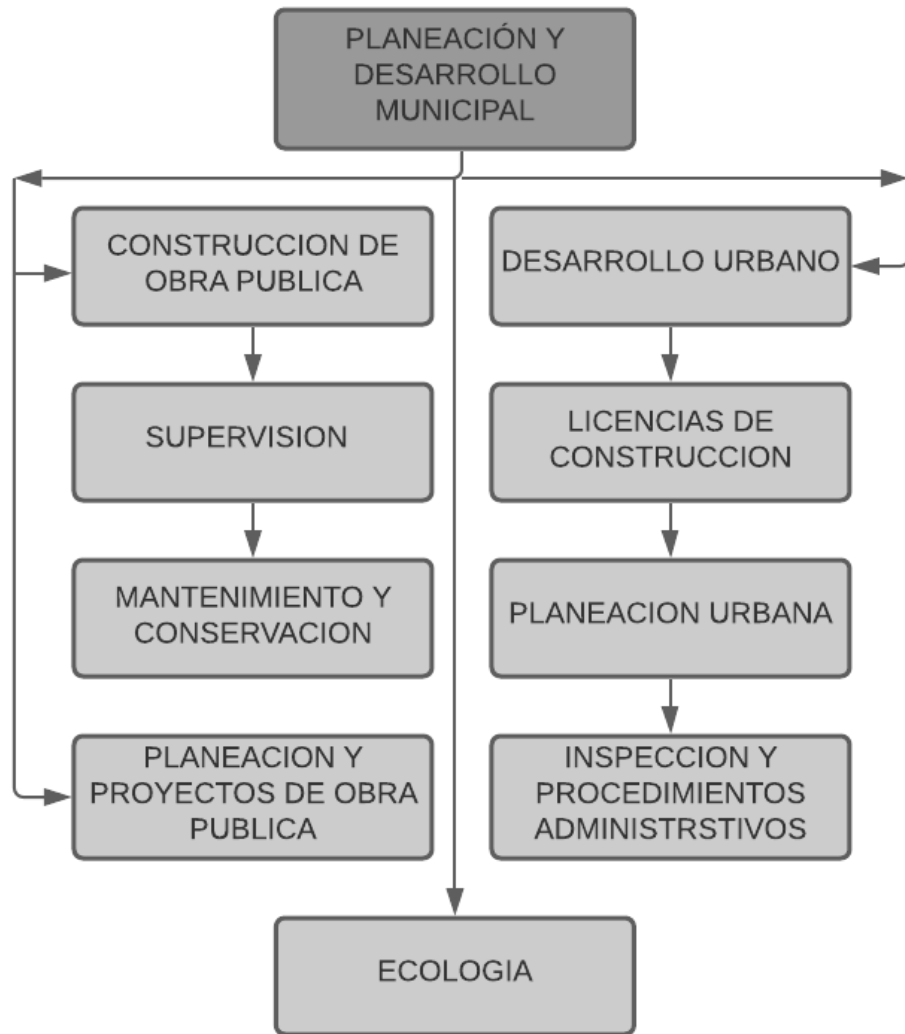 PLANEACIÓN Y
DESARROLLO
MUNICIPAL
CONSTRUCCION DE
OBRA PUBLICA
SUPERVISION
MANTENIMIENTO Y
CONSERVACION
PLANEACION Y
PROYECTOS DE OBRA
PUBLICA
DESARROLLO URBANO
LICENCIAS DE
CONSTRUCCION
PLANEACION URBANA
INSPECCION Y
PROCEDIMIENTOS
ADMINISTRSTIVOS
ECOLOGIA